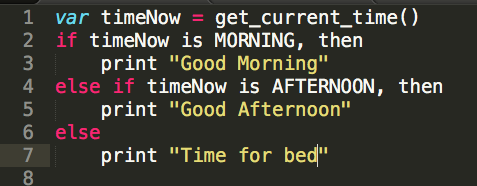 1 var timeNow = get_current_time()
2 if timeNow is MORNING, then
3     print "Good Morning"
4 else if timeNow is AFTERNOON, then
5     print "Good Afternoon"
6 else
7     print "Time for bed"
8